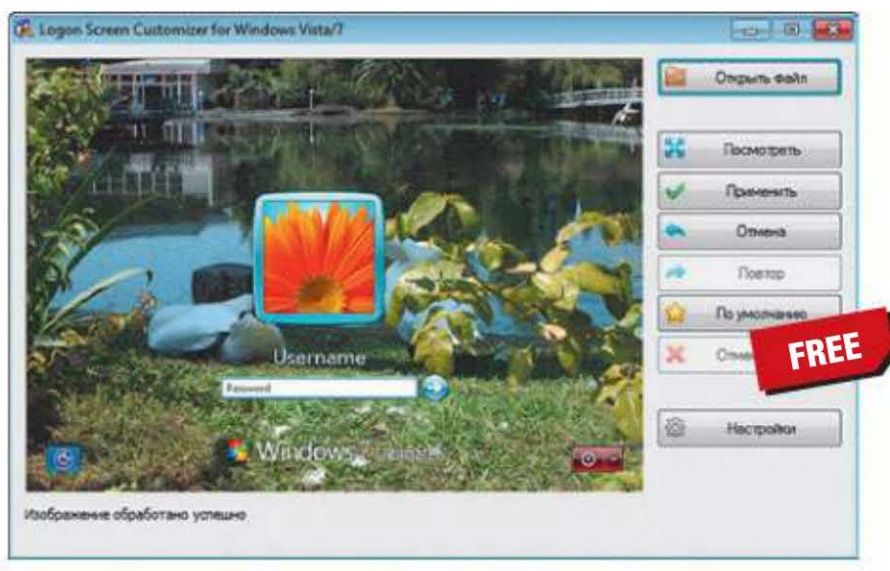 Logon Screen Customizer for Windows Vista/7
Открыть файл
Посмотреть
Применить
Отмена
Повтор
По умолчанию
FREE
Настройки
Username
Password
Windows
Изображение обработано успешно